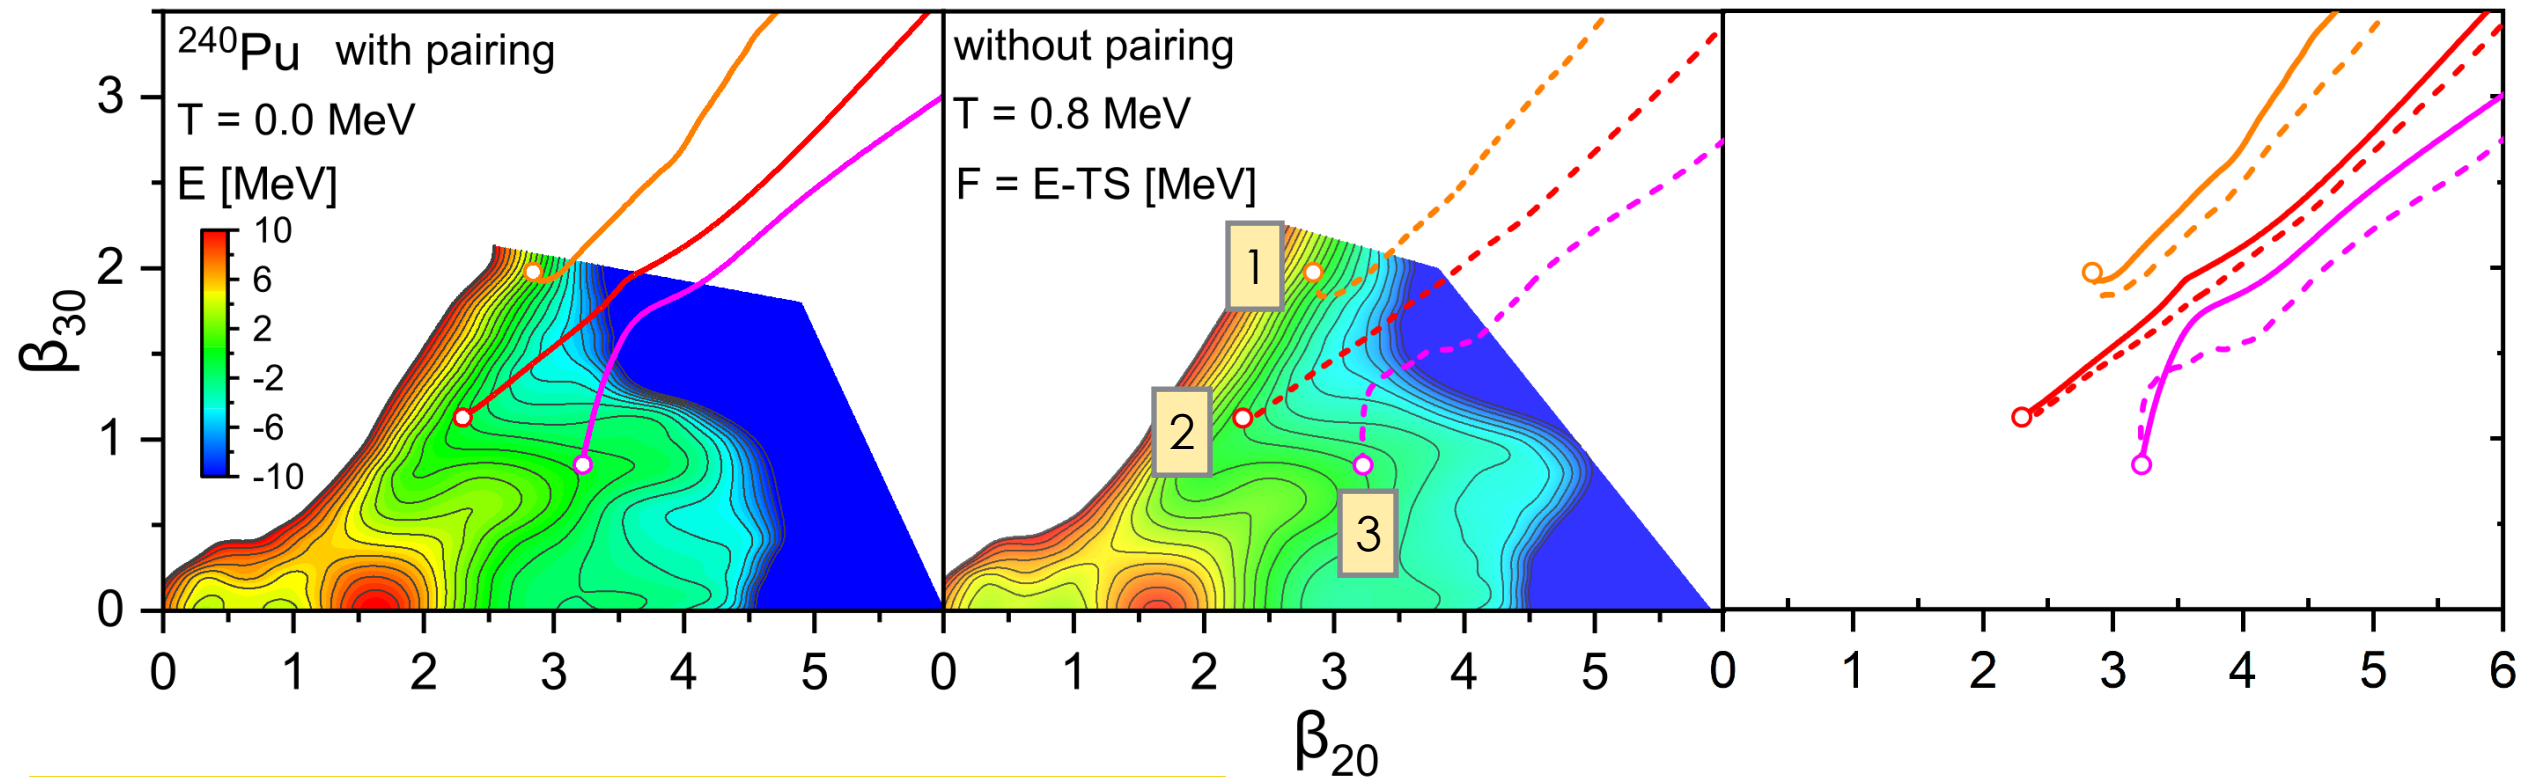 ²⁴⁰Pu with pairing
T = 0.0 MeV
E [MeV]
10
6
2
-2
-6
-10
without pairing
T = 0.8 MeV
F = E-TS [MeV]
1
2
3
β₃₀
3
2
1
0
0 1 2 3 4 5 0 1 2 3 4 5 0 1 2 3 4 5 6
β₂₀